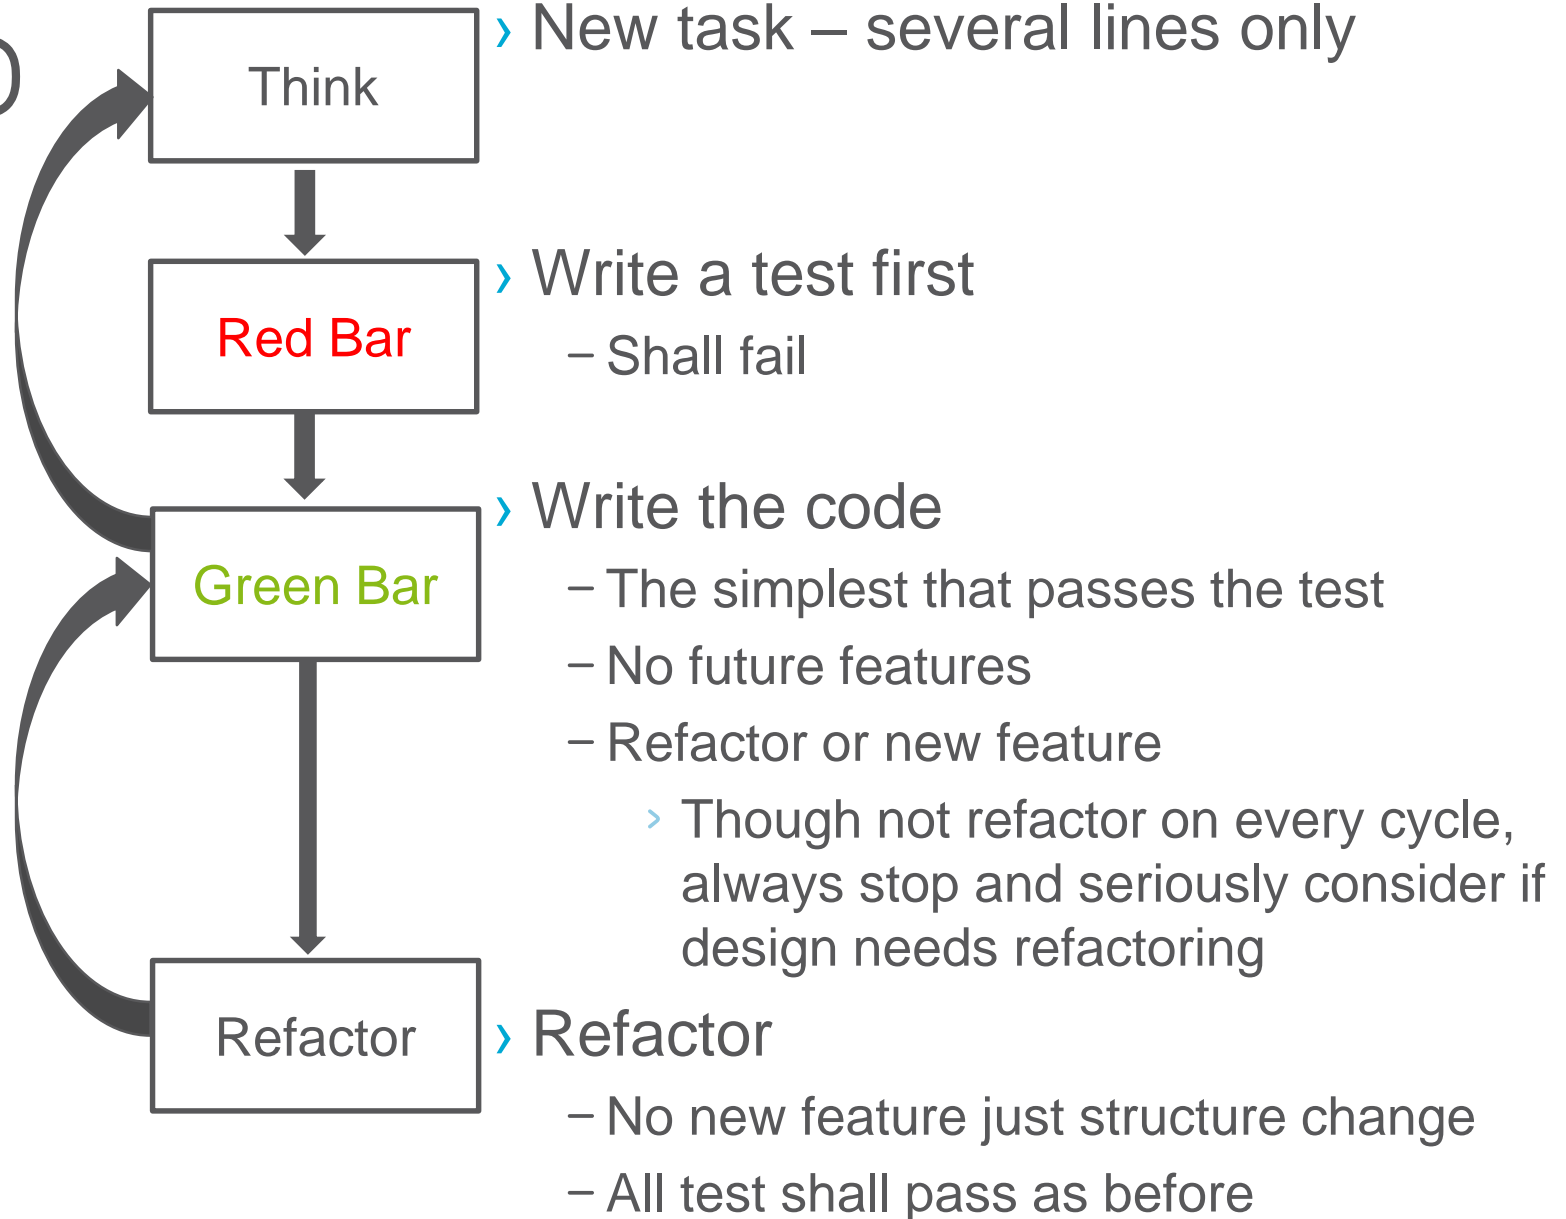 Think
› New task – several lines only
Red Bar
› Write a test first
– Shall fail
Green Bar
› Write the code
– The simplest that passes the test
– No future features
– Refactor or new feature
› Though not refactor on every cycle,
always stop and seriously consider if
design needs refactoring
Refactor
› Refactor
– No new feature just structure change
– All test shall pass as before